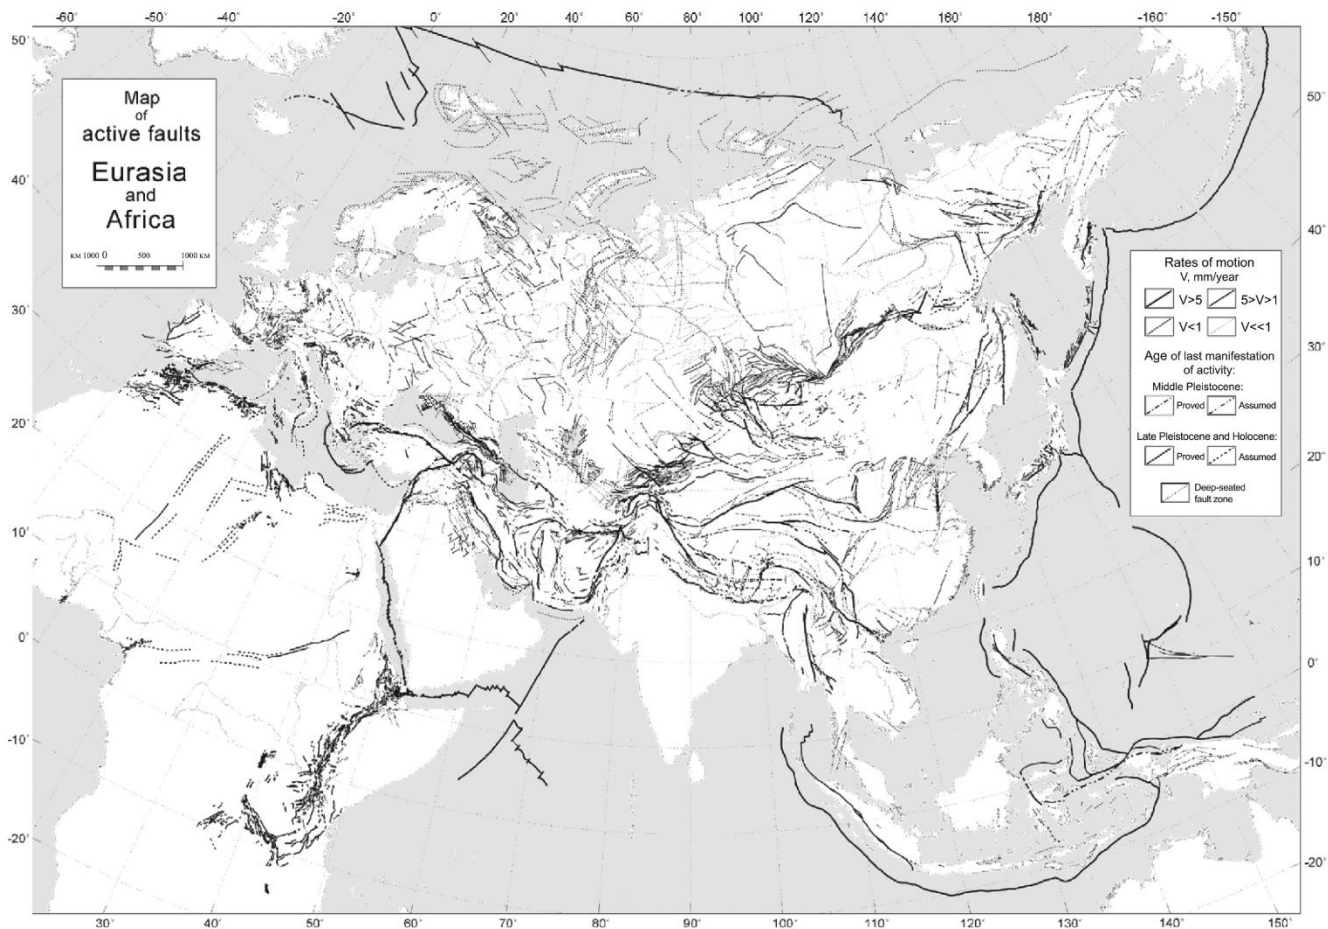 -60° -50° -40° -20° 0° 20° 40° 60° 80° 100° 120° 140° 160° 180° -160° -150°
50°
40°
30°
20°
10°
0°
-10°
-20°
Map
of
active faults
Eurasia
and
Africa
КМ 1000 0 500 1000 КМ
50°
40°
30°
20°
10°
0°
-10°
-20°
Rates of motion
V, mm/year
V>5 5>V>1
V<1 V<<1
Age of last manifestation
of activity:
Middle Pleistocene:
Proved Assumed
Late Pleistocene and Holocene:
Proved Assumed
Deep-seated
fault zone
30° 40° 50° 60° 70° 80° 90° 100° 110° 120° 130° 140° 150°